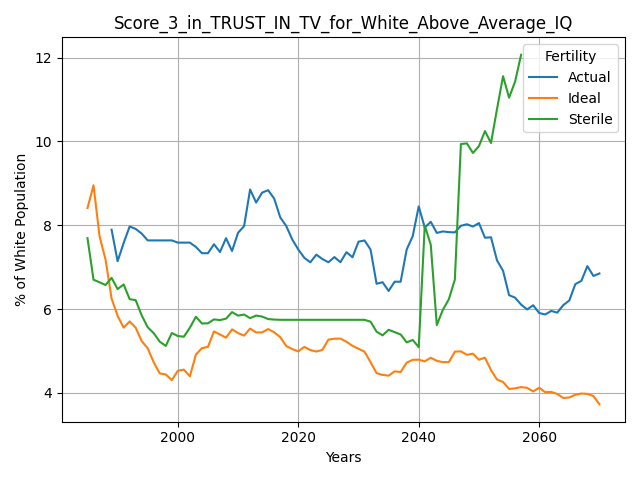 Score_3_in_TRUST_IN_TV_for_White_Above_Average_IQ
% of White Population
12
10
8
6
4
Fertility
Actual
Ideal
Sterile
2000
2020
2040
2060
Years